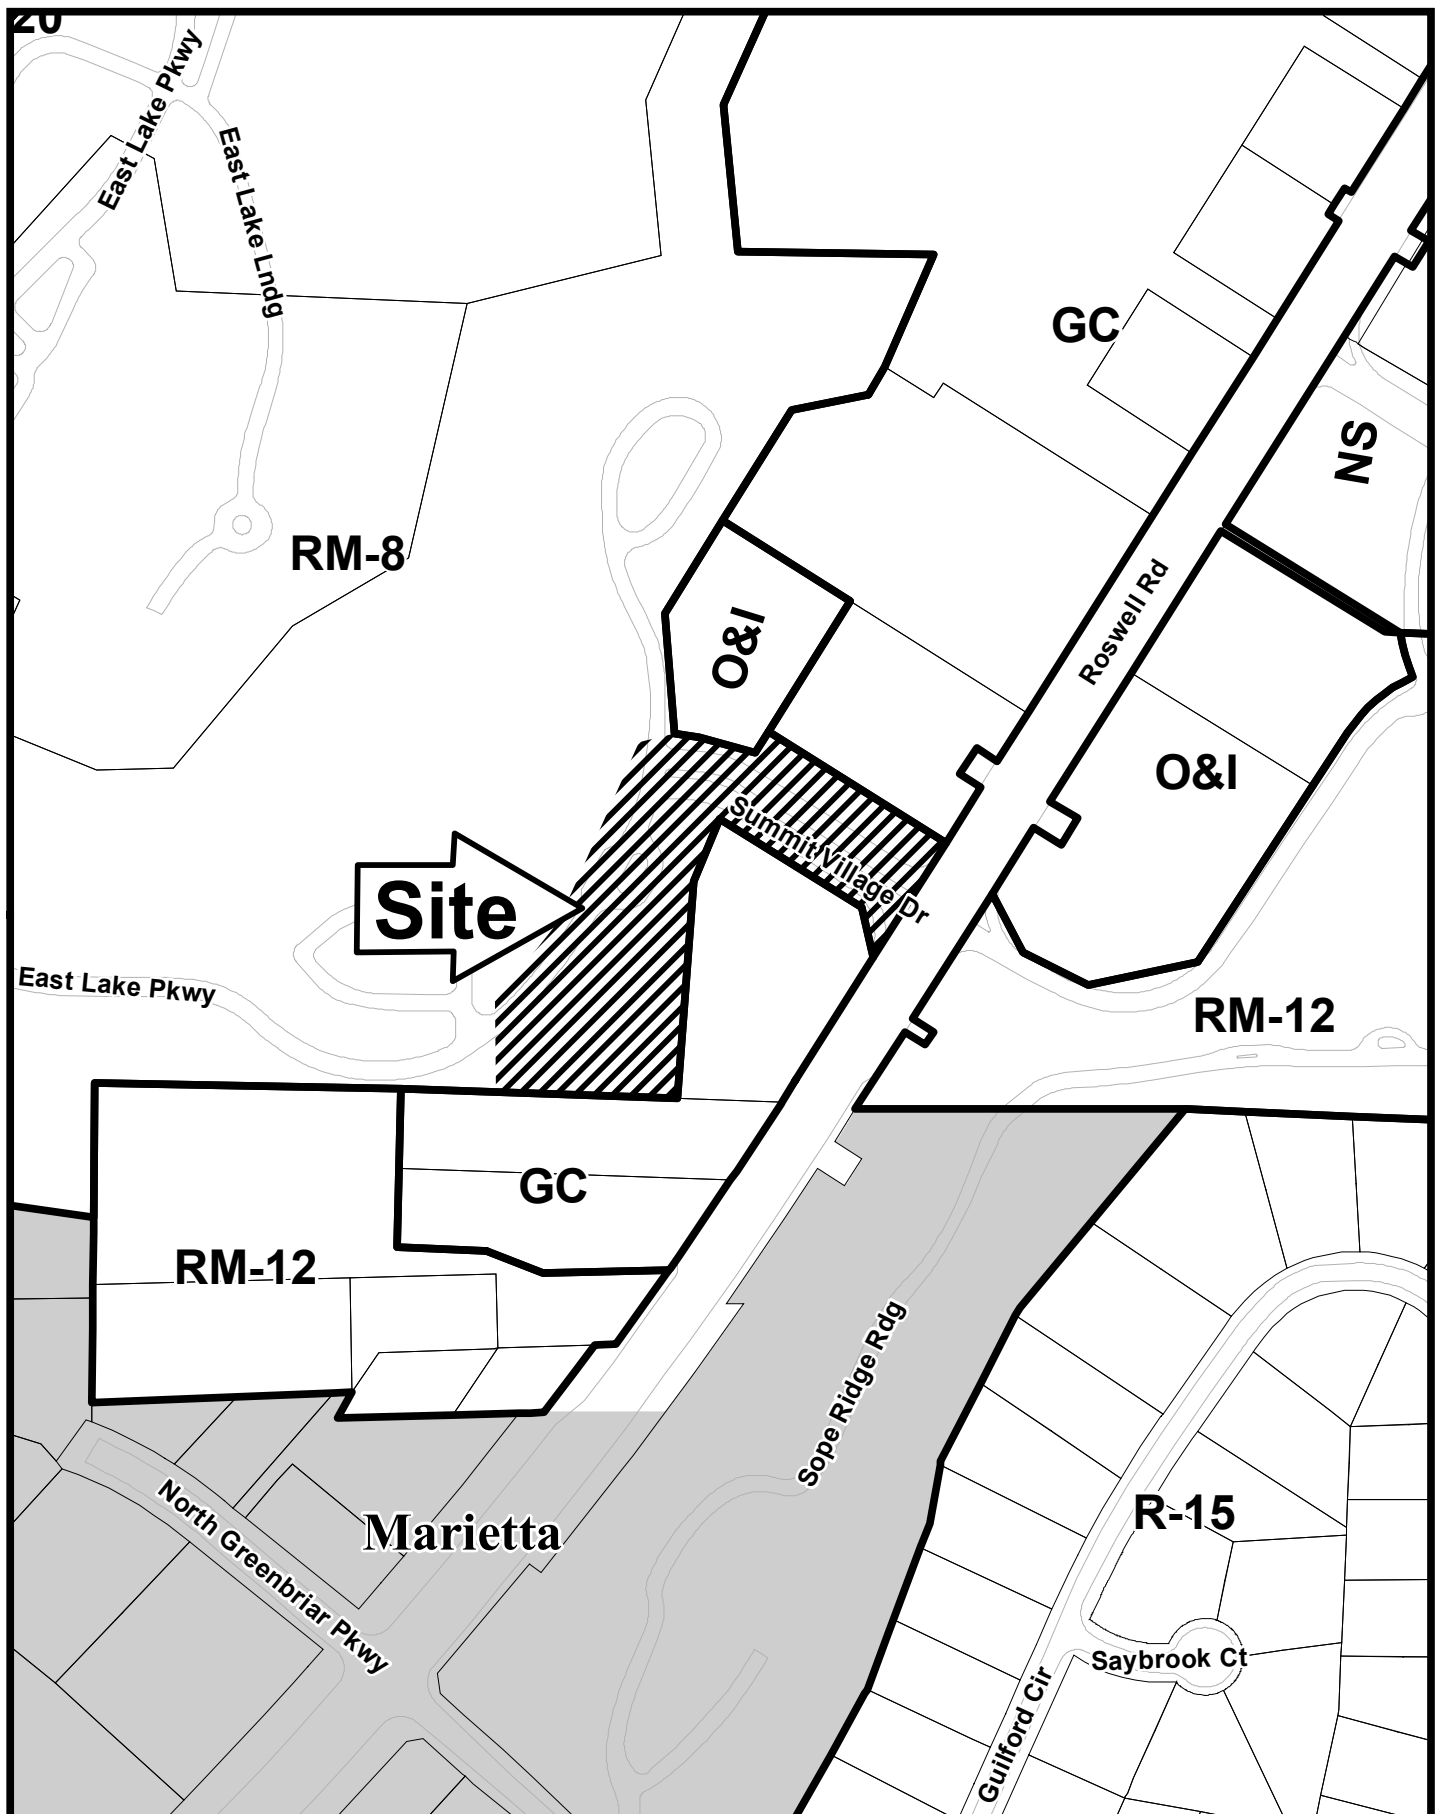 20
East Lake Pkwy
East Lake Lndg
GC
NS
RM-8
Roswell Rd
O&I
O&I
Summit Village Dr
Site
East Lake Pkwy
RM-12
GC
RM-12
Sope Ridge Rdg
North Greenbriar Pkwy
Marietta
R-15
Saybrook Ct
Guilford Cir